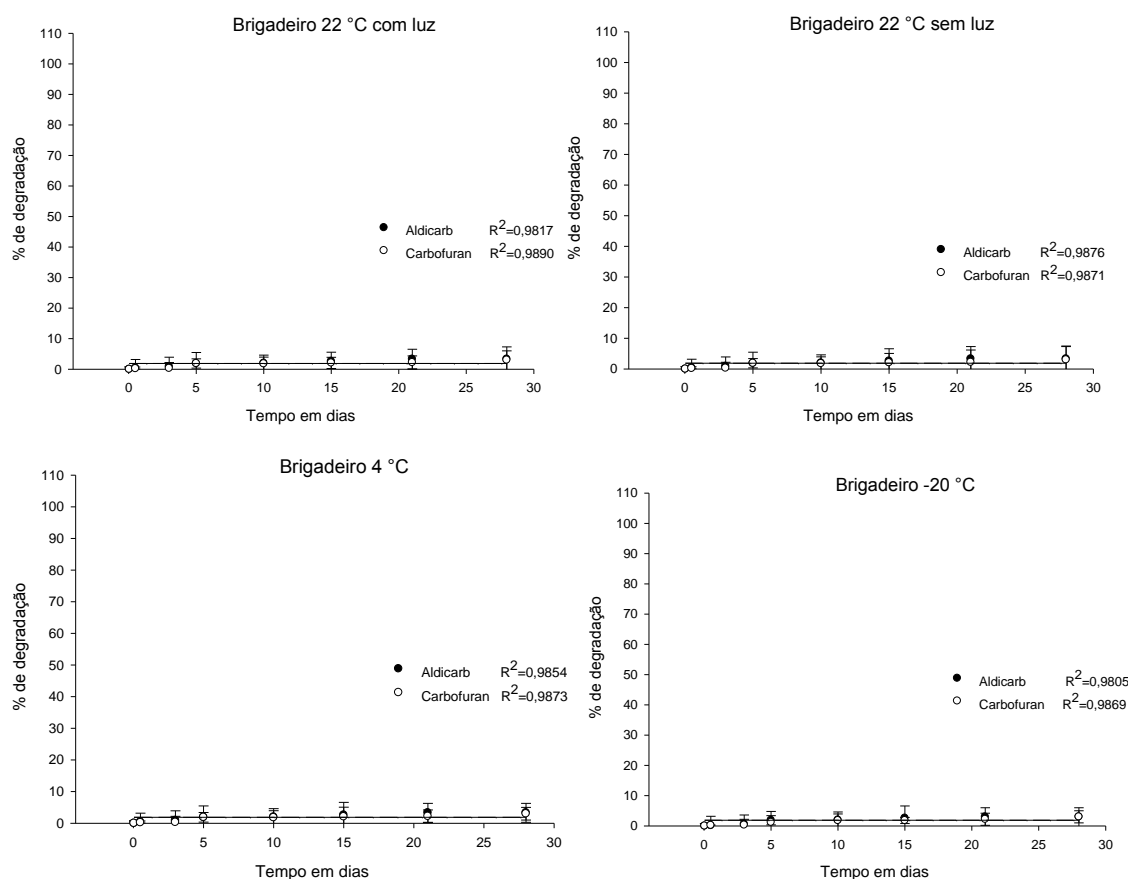 Brigadeiro 22 °C com luz
% de degradação
110
100
90
80
70
60
50
40
30
20
10
0
Aldicarb R²=0,9817
Carbofuran R²=0,9890
0 5 10 15 20 25 30
Tempo em dias
Brigadeiro 22 °C sem luz
% de degradação
110
100
90
80
70
60
50
40
30
20
10
0
Aldicarb R²=0,9876
Carbofuran R²=0,9871
0 5 10 15 20 25 30
Tempo em dias
Brigadeiro 4 °C
% de degradação
110
100
90
80
70
60
50
40
30
20
10
0
Aldicarb R²=0,9854
Carbofuran R²=0,9873
0 5 10 15 20 25 30
Tempo em dias
Brigadeiro -20 °C
% de degradação
110
100
90
80
70
60
50
40
30
20
10
0
Aldicarb R²=0,9805
Carbofuran R²=0,9869
0 5 10 15 20 25 30
Tempo em dias